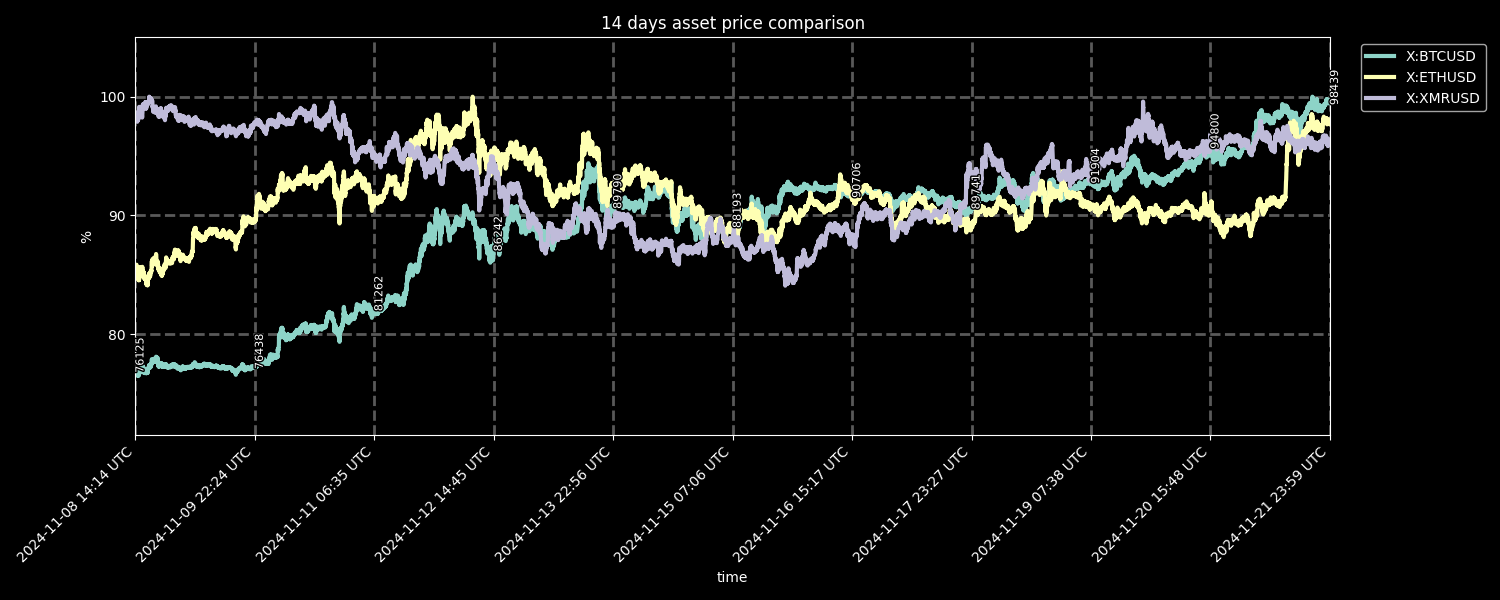 14 days asset price comparison
X:BTCUSD
X:ETHUSD
X:XMRUSD
100
90
80
%
76125
76438
81262
86242
89790
88193
90706
89741
91904
94800
98439
2024-11-08 14:14 UTC
2024-11-09 22:24 UTC
2024-11-11 06:35 UTC
2024-11-12 14:45 UTC
2024-11-13 22:56 UTC
2024-11-15 07:06 UTC
2024-11-16 15:17 UTC
2024-11-17 23:27 UTC
2024-11-19 07:38 UTC
2024-11-20 15:48 UTC
2024-11-21 23:59 UTC
time